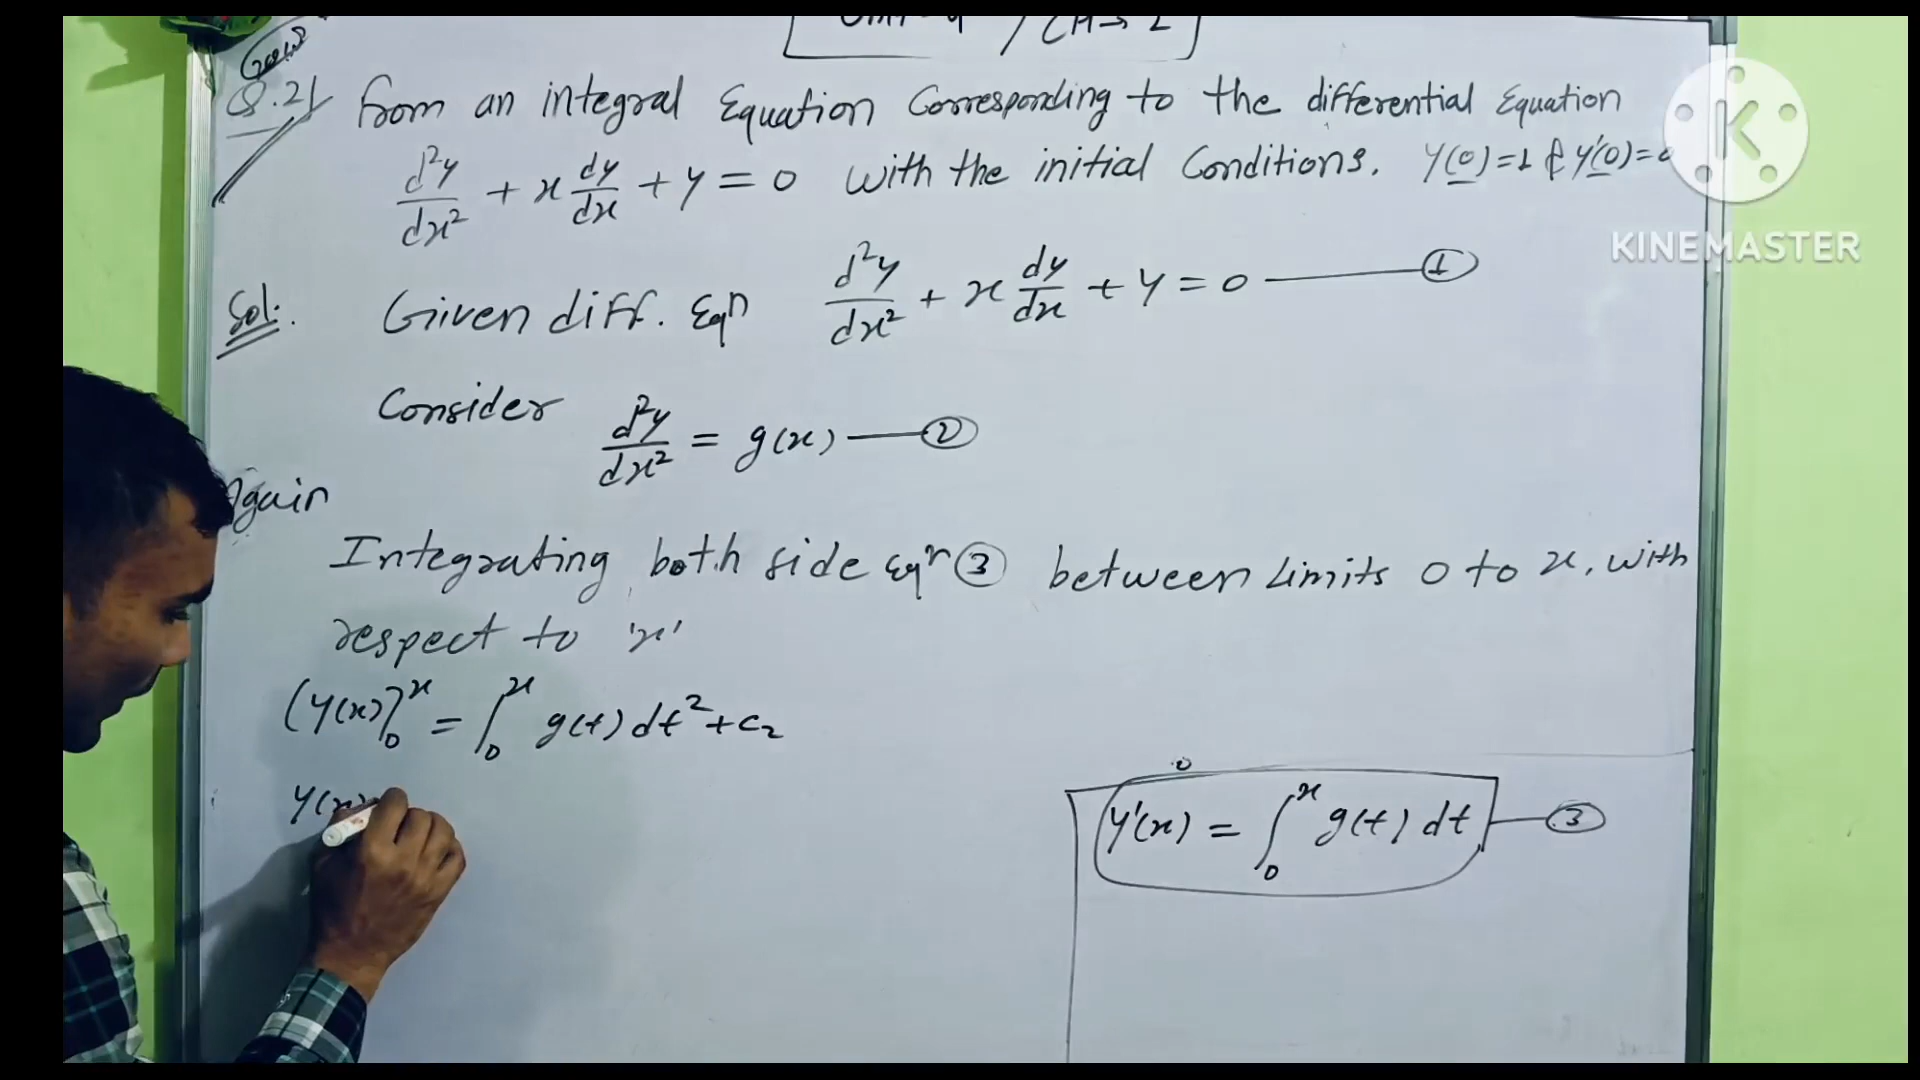 Q.2) From an integral Equation Corresponding to the differential Equation
d²y/dx² + x dy/dx + y = 0 with the initial Conditions. y(0)=1 & y'(0)=0
KINEMASTER
Sol:. Given diff. Eqn d²y/dx² + x dy/dx + y = 0 —— ①
Consider d²y/dx² = g(x) —— ②
Again
Integrating both side Eqn ③ between Limits 0 to x, with
respect to 'x'
(y(x)]₀ˣ = ∫₀ˣ g(t) dt² + c₂
y(x)
y'(x) = ∫₀ˣ g(t) dt —— ③